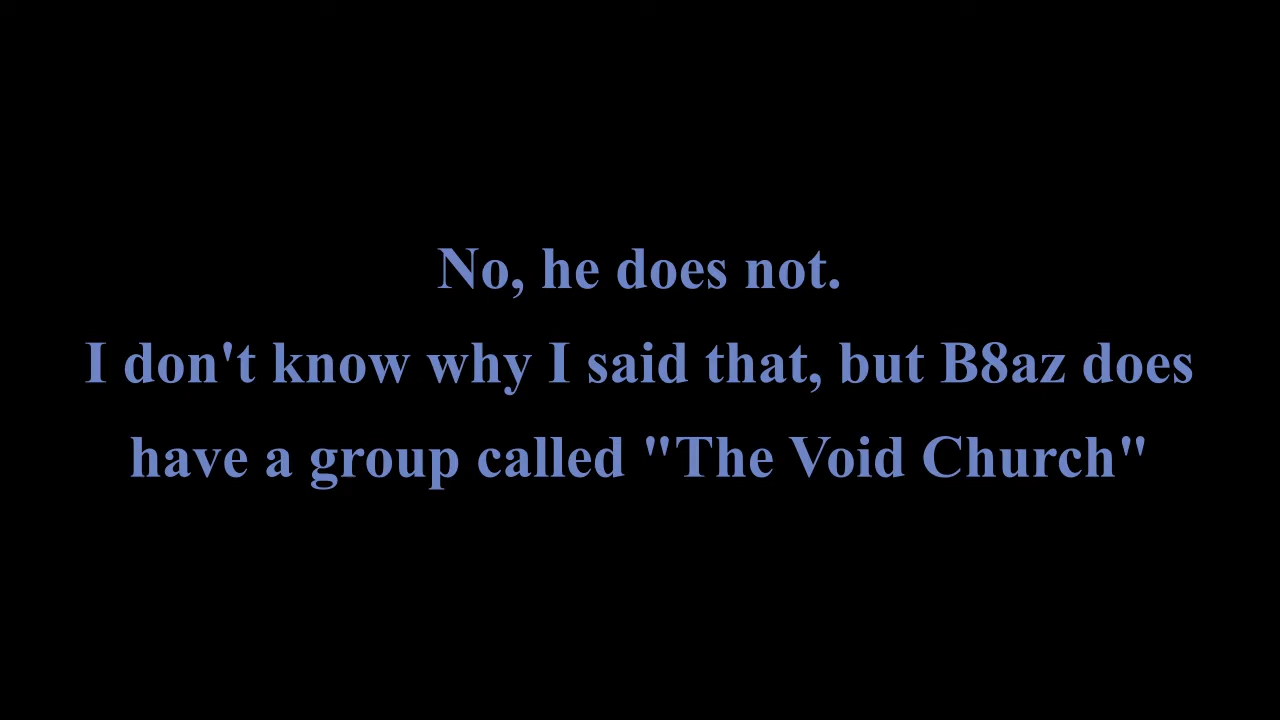 No, he does not.
I don't know why I said that, but B8az does
have a group called "The Void Church"